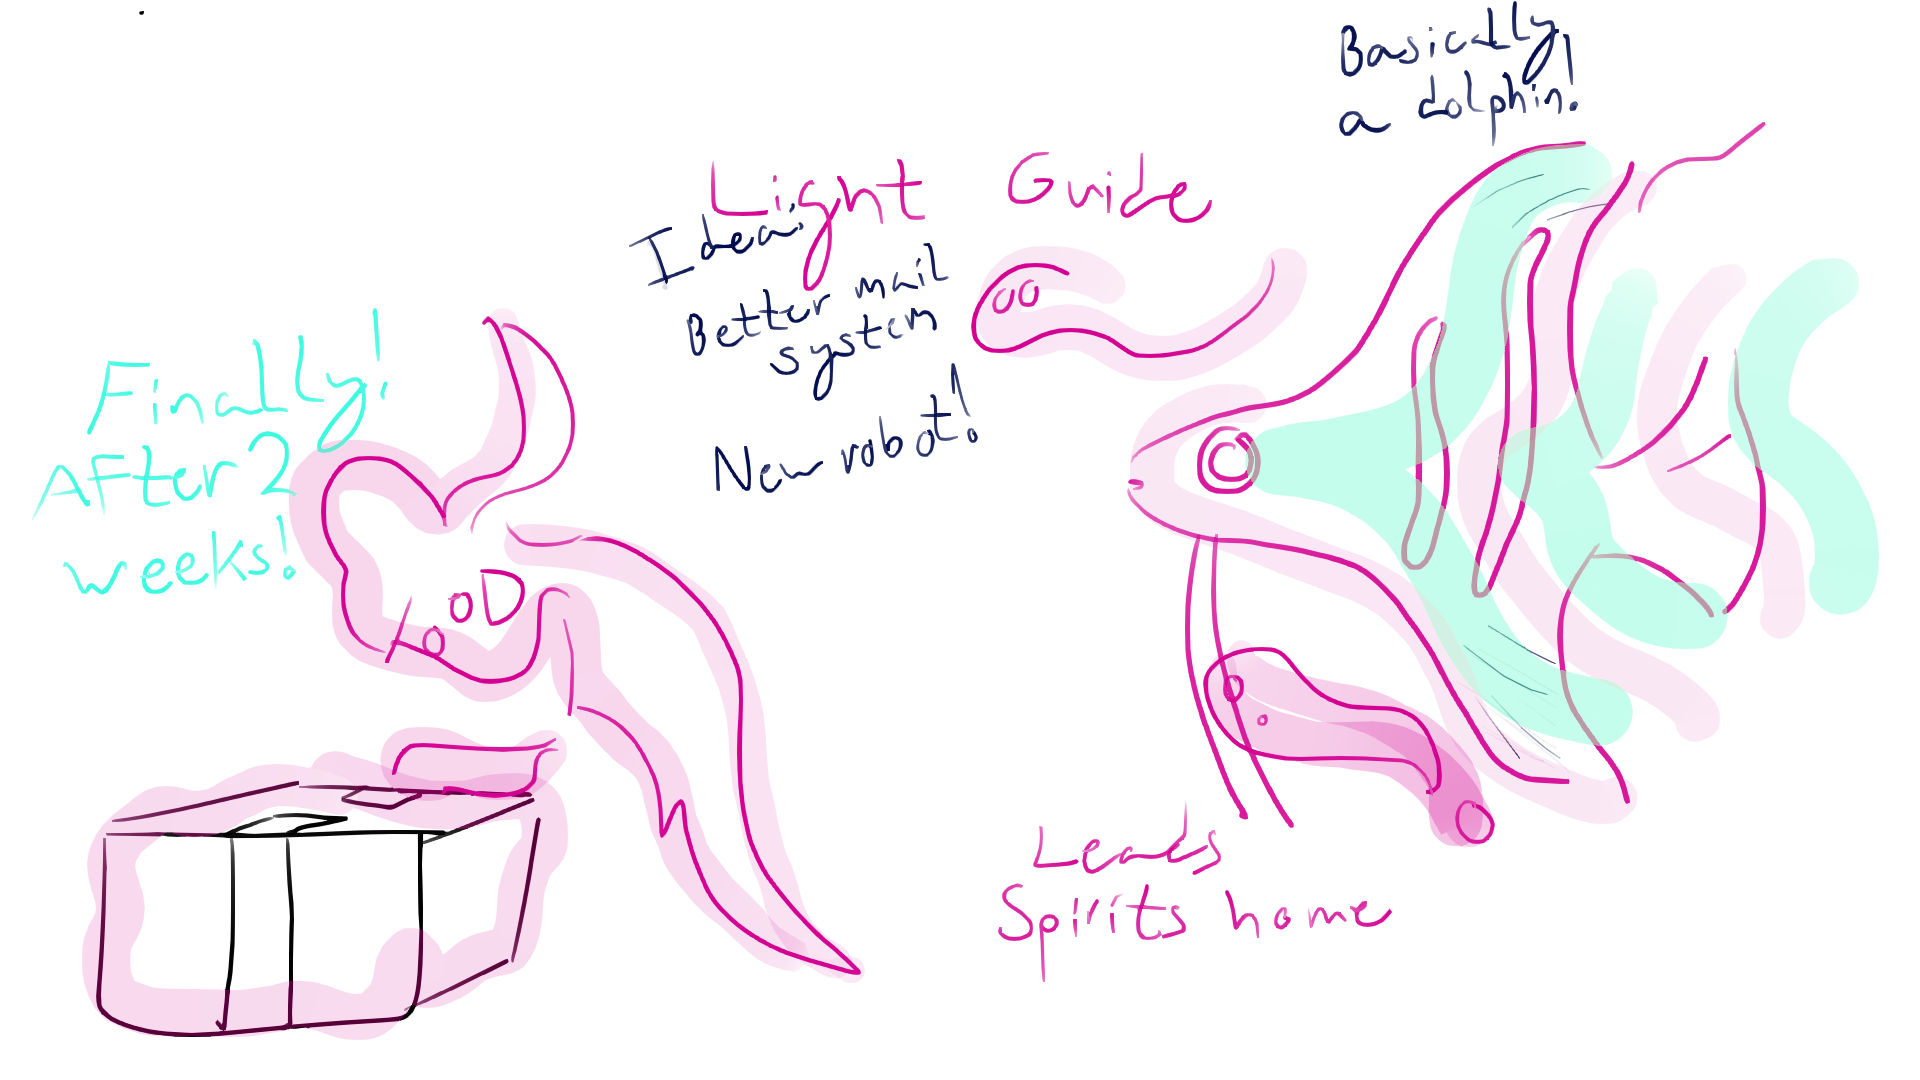 Basically,
a dolphin!
Light Guide
Idea:
Better mail
system
New robot!
Finally!
After 2
weeks!
Leads
Spirits home